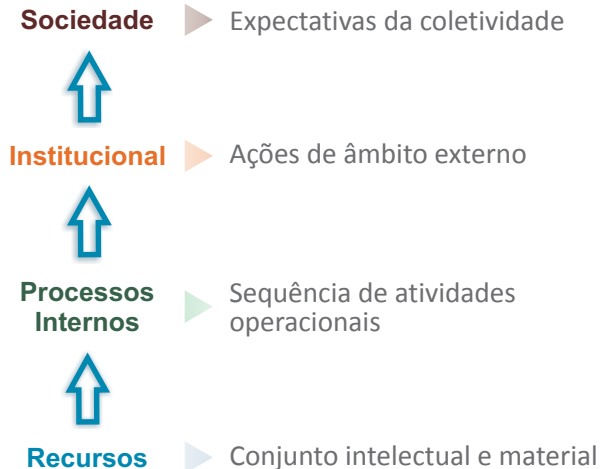 Sociedade
Expectativas da coletividade
Institucional
Ações de âmbito externo
Processos
Internos
Sequência de atividades
operacionais
Recursos
Conjunto intelectual e material